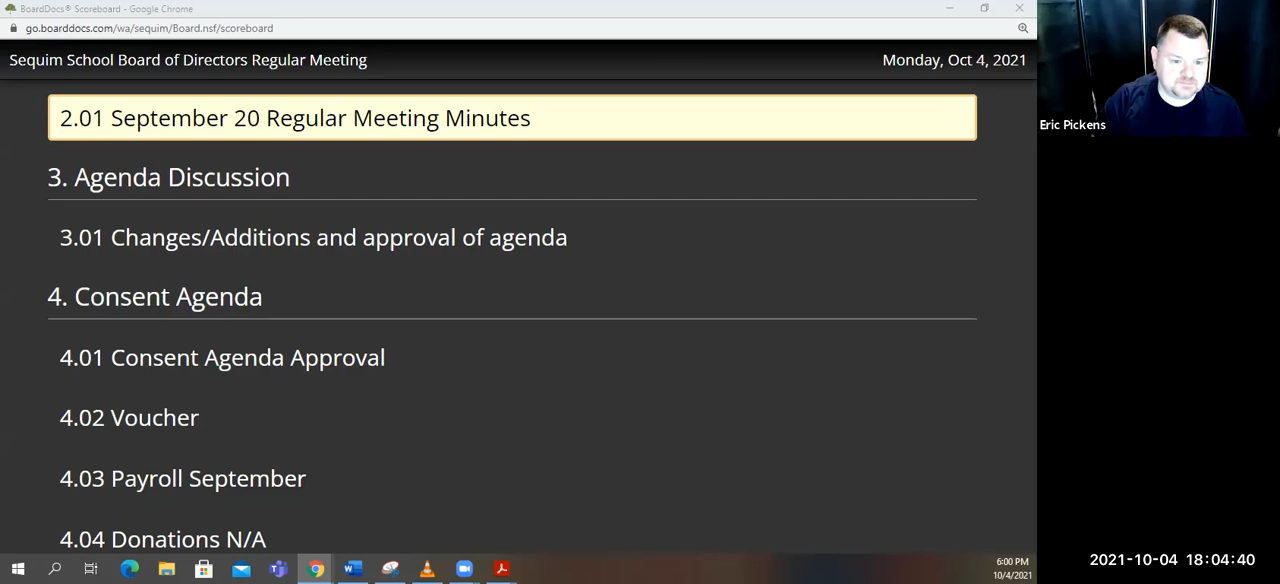 BoardDocs® Scoreboard - Google Chrome
go.boarddocs.com/wa/sequim/Board.nsf/scoreboard
Sequim School Board of Directors Regular Meeting
Monday, Oct 4, 2021
2.01 September 20 Regular Meeting Minutes
Eric Pickens
3. Agenda Discussion
3.01 Changes/Additions and approval of agenda
4. Consent Agenda
4.01 Consent Agenda Approval
4.02 Voucher
4.03 Payroll September
4.04 Donations N/A
6:00 PM
10/4/2021
2021-10-04 18:04:40